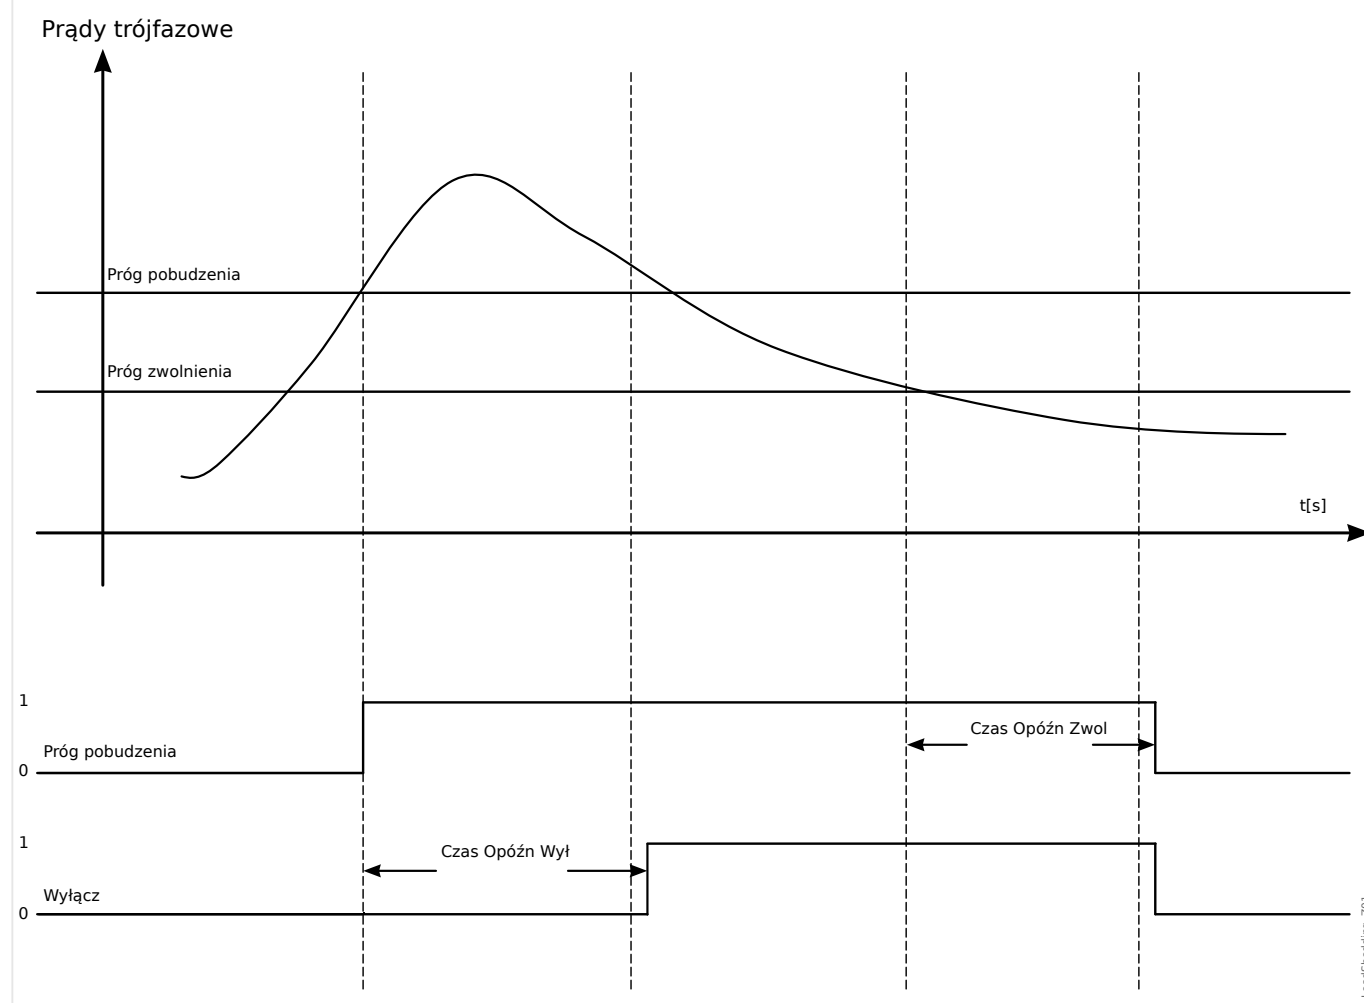 Prądy trójfazowe
Próg pobudzenia
Próg zwolnienia
t[s]
1
Czas Opóźn Zwol
Próg pobudzenia
0
1
Czas Opóźn Wył
Wyłącz
0